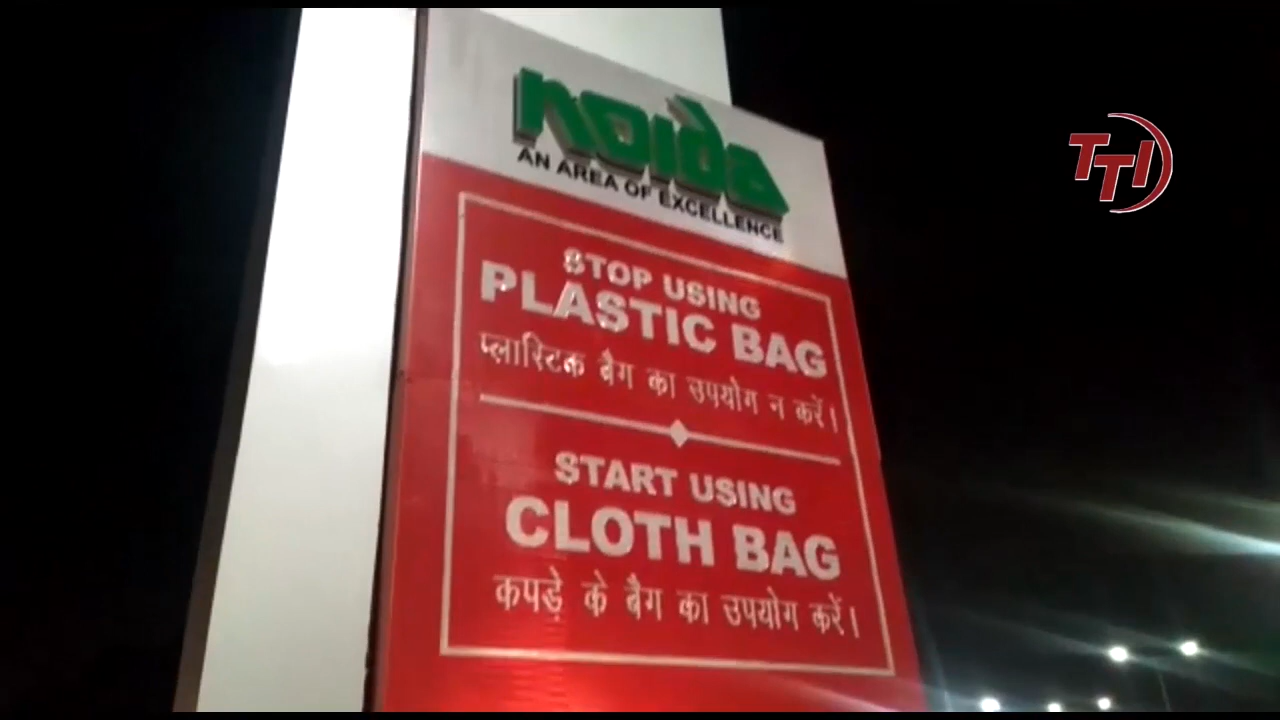 noida
AN AREA OF EXCELLENCE
STOP USING
PLASTIC BAG
प्लास्टिक बैग का उपयोग न करें।
START USING
CLOTH BAG
कपड़े के बैग का उपयोग करें।
TTI